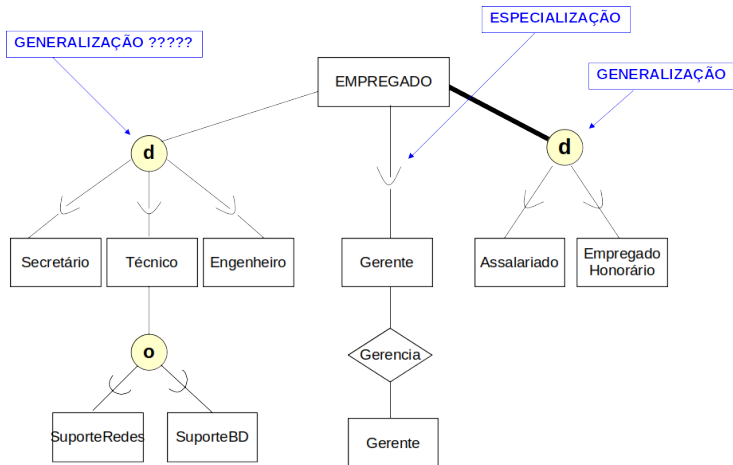 ESPECIALIZAÇÃO
GENERALIZAÇÃO ?????
EMPREGADO
GENERALIZAÇÃO
d
d
Secretário
Técnico
Engenheiro
Gerente
Assalariado
Empregado
Honorário
o
Gerencia
SuporteRedes
SuporteBD
Gerente